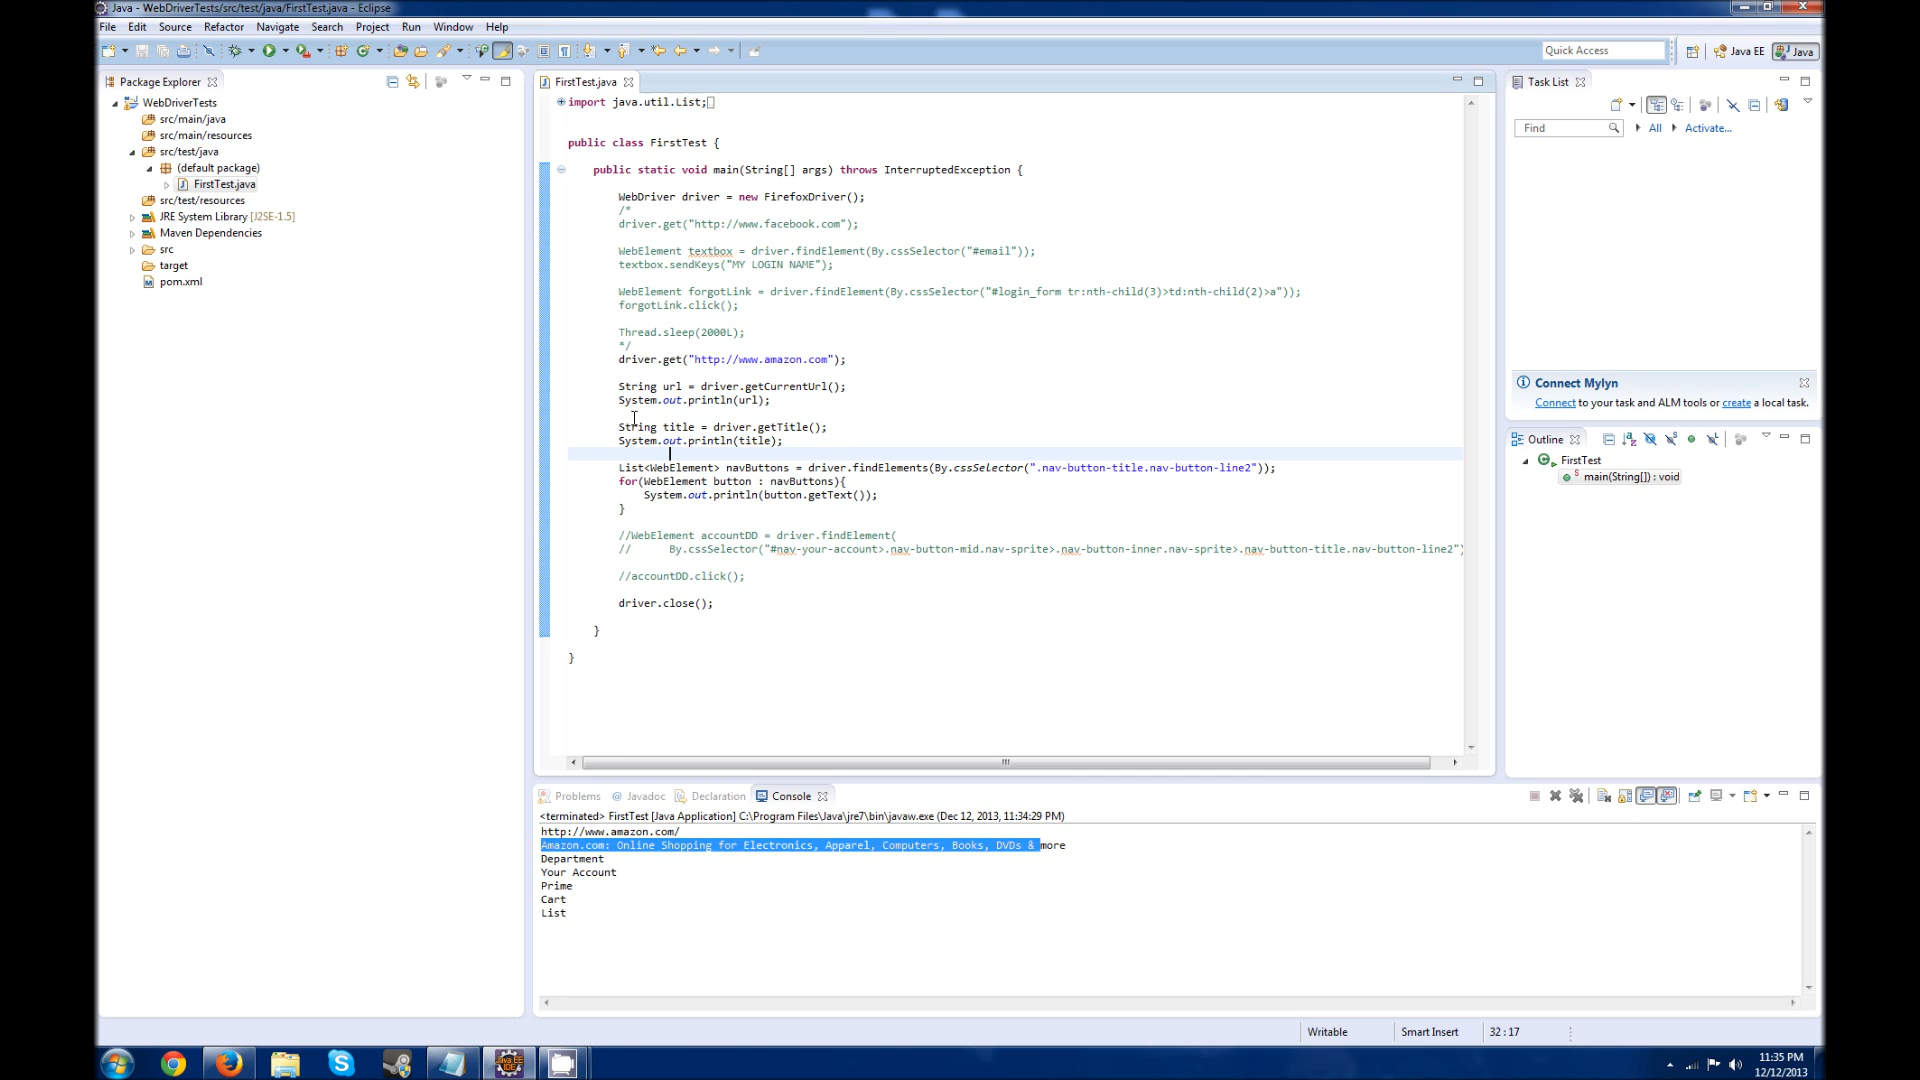 Java - WebDriverTests/src/test/java/FirstTest.java - Eclipse
File Edit Source Refactor Navigate Search Project Run Window Help
Quick Access
Java EE
Java
Package Explorer
WebDriverTests
src/main/java
src/main/resources
src/test/java
(default package)
FirstTest.java
src/test/resources
JRE System Library [J2SE-1.5]
Maven Dependencies
src
target
pom.xml
FirstTest.java
import java.util.List;
public class FirstTest {
public static void main(String[] args) throws InterruptedException {
WebDriver driver = new FirefoxDriver();
/*
driver.get("http://www.facebook.com");
WebElement textbox = driver.findElement(By.cssSelector("#email"));
textbox.sendKeys("MY LOGIN NAME");
WebElement forgotLink = driver.findElement(By.cssSelector("#login_form tr:nth-child(3)>td:nth-child(2)>a"));
forgotLink.click();
Thread.sleep(2000L);
*/
driver.get("http://www.amazon.com");
String url = driver.getCurrentUrl();
System.out.println(url);
String title = driver.getTitle();
System.out.println(title);
List<WebElement> navButtons = driver.findElements(By.cssSelector(".nav-button-title.nav-button-line2"));
for(WebElement button : navButtons){
System.out.println(button.getText());
}
//WebElement accountDD = driver.findElement(
// By.cssSelector("#nav-your-account>.nav-button-mid.nav-sprite>.nav-button-inner.nav-sprite>.nav-button-title.nav-button-line2")
//accountDD.click();
driver.close();
}
}
Task List
Find
All
Activate...
Connect Mylyn
Connect to your task and ALM tools or create a local task.
Outline
FirstTest
main(String[]) : void
Problems
Javadoc
Declaration
Console
<terminated> FirstTest [Java Application] C:\Program Files\Java\jre7\bin\javaw.exe (Dec 12, 2013, 11:34:29 PM)
http://www.amazon.com/
Amazon.com: Online Shopping for Electronics, Apparel, Computers, Books, DVDs & more
Department
Your Account
Prime
Cart
List
Writable
Smart Insert
32 : 17
Java EE
IDE
11:35 PM
12/12/2013